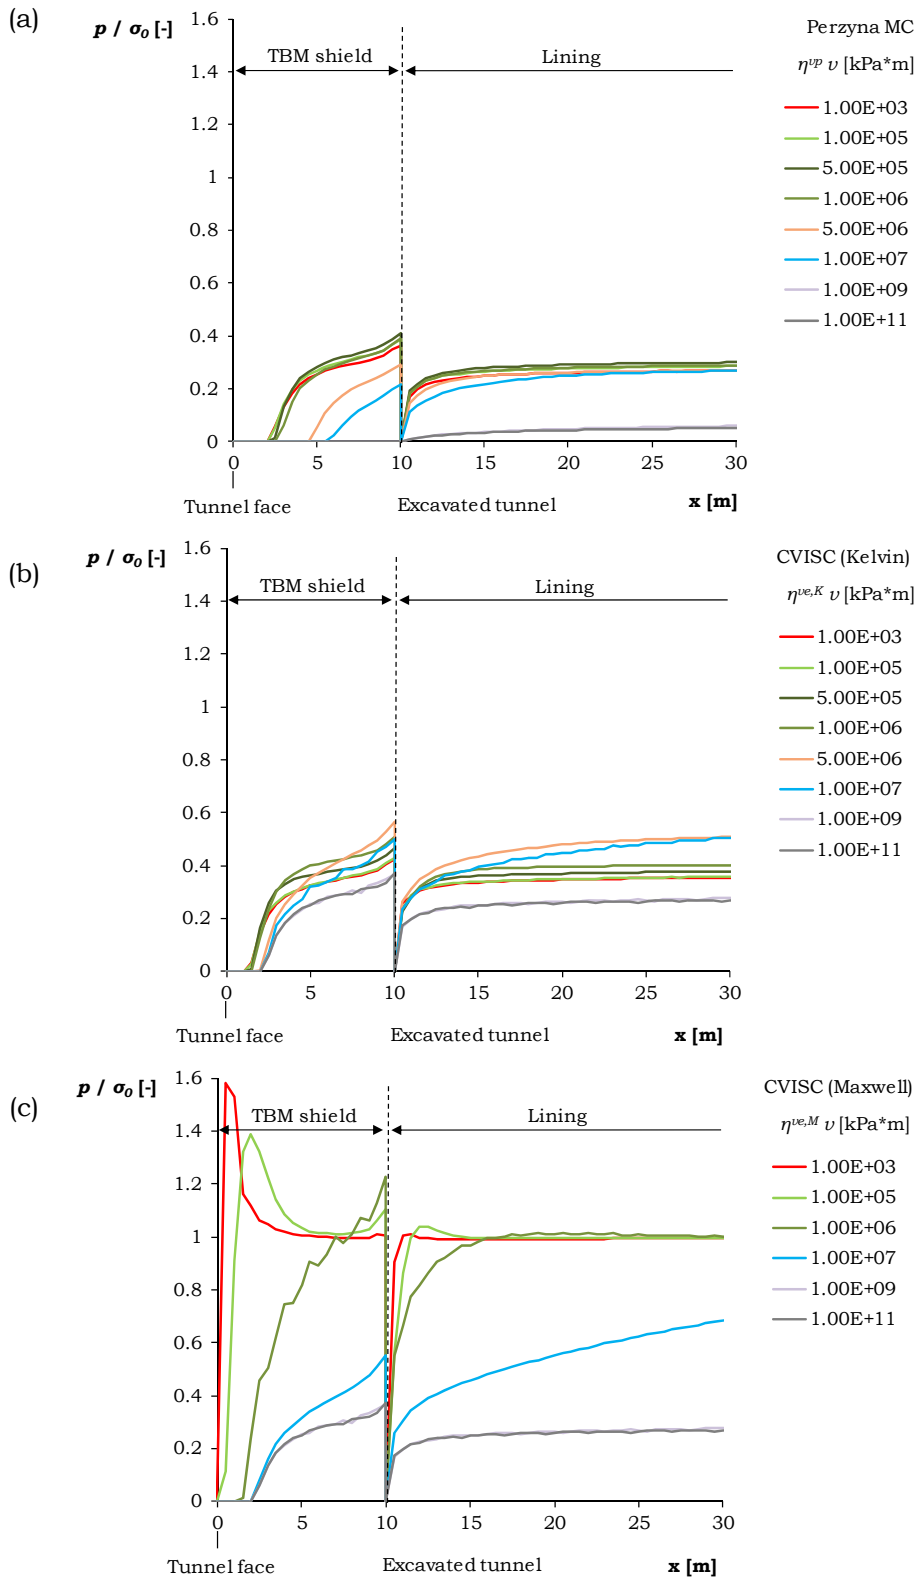 (a)
p / σ0 [-]
1.6
1.4
1.2
1
0.8
0.6
0.4
0.2
0
TBM shield
Lining
0 5 10 15 20 25 30
Tunnel face
Excavated tunnel
x [m]
Perzyna MC
η^vp υ [kPa*m]
1.00E+03
1.00E+05
5.00E+05
1.00E+06
5.00E+06
1.00E+07
1.00E+09
1.00E+11
(b)
p / σ0 [-]
1.6
1.4
1.2
1
0.8
0.6
0.4
0.2
0
TBM shield
Lining
0 5 10 15 20 25 30
Tunnel face
Excavated tunnel
x [m]
CVISC (Kelvin)
η^ve,K υ [kPa*m]
1.00E+03
1.00E+05
5.00E+05
1.00E+06
5.00E+06
1.00E+07
1.00E+09
1.00E+11
(c)
p / σ0 [-]
1.6
1.4
1.2
1
0.8
0.6
0.4
0.2
0
TBM shield
Lining
0 5 10 15 20 25 30
Tunnel face
Excavated tunnel
x [m]
CVISC (Maxwell)
η^ve,M υ [kPa*m]
1.00E+03
1.00E+05
1.00E+06
1.00E+07
1.00E+09
1.00E+11